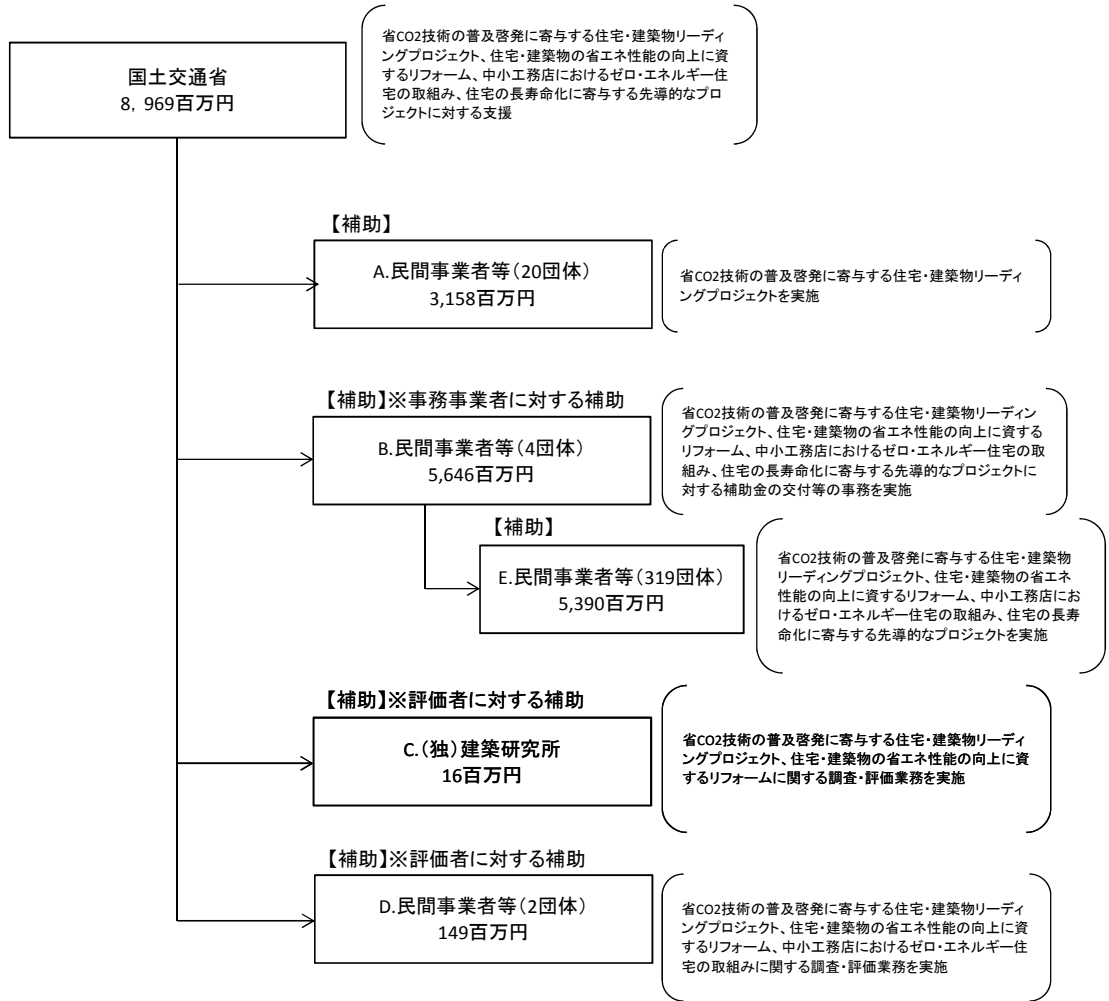 国土交通省
8，969百万円
省CO2技術の普及啓発に寄与する住宅・建築物リーディ
ングプロジェクト、住宅・建築物の省エネ性能の向上に資
するリフォーム、中小工務店におけるゼロ・エネルギー住
宅の取組み、住宅の長寿命化に寄与する先導的なプロ
ジェクトに対する支援
【補助】
A.民間事業者等（20団体）
3,158百万円
省CO2技術の普及啓発に寄与する住宅・建築物リーディ
ングプロジェクトを実施
【補助】※事務事業者に対する補助
B.民間事業者等（4団体）
5,646百万円
省CO2技術の普及啓発に寄与する住宅・建築物リーディン
グプロジェクト、住宅・建築物の省エネ性能の向上に資する
リフォーム、中小工務店におけるゼロ・エネルギー住宅の取
組み、住宅の長寿命化に寄与する先導的なプロジェクトに
対する補助金の交付等の事務を実施
【補助】
E.民間事業者等（319団体）
5,390百万円
省CO2技術の普及啓発に寄与する住宅・建築物
リーディングプロジェクト、住宅・建築物の省エネ
性能の向上に資するリフォーム、中小工務店にお
けるゼロ・エネルギー住宅の取組み、住宅の長寿
命化に寄与する先導的なプロジェクトを実施
【補助】※評価者に対する補助
C.（独）建築研究所
16百万円
省CO2技術の普及啓発に寄与する住宅・建築物リーディ
ングプロジェクト、住宅・建築物の省エネ性能の向上に資
するリフォームに関する調査・評価業務を実施
【補助】※評価者に対する補助
D.民間事業者等（2団体）
149百万円
省CO2技術の普及啓発に寄与する住宅・建築物リーディ
ングプロジェクト、住宅・建築物の省エネ性能の向上に資
するリフォーム、中小工務店におけるゼロ・エネルギー住
宅の取組みに関する調査・評価業務を実施